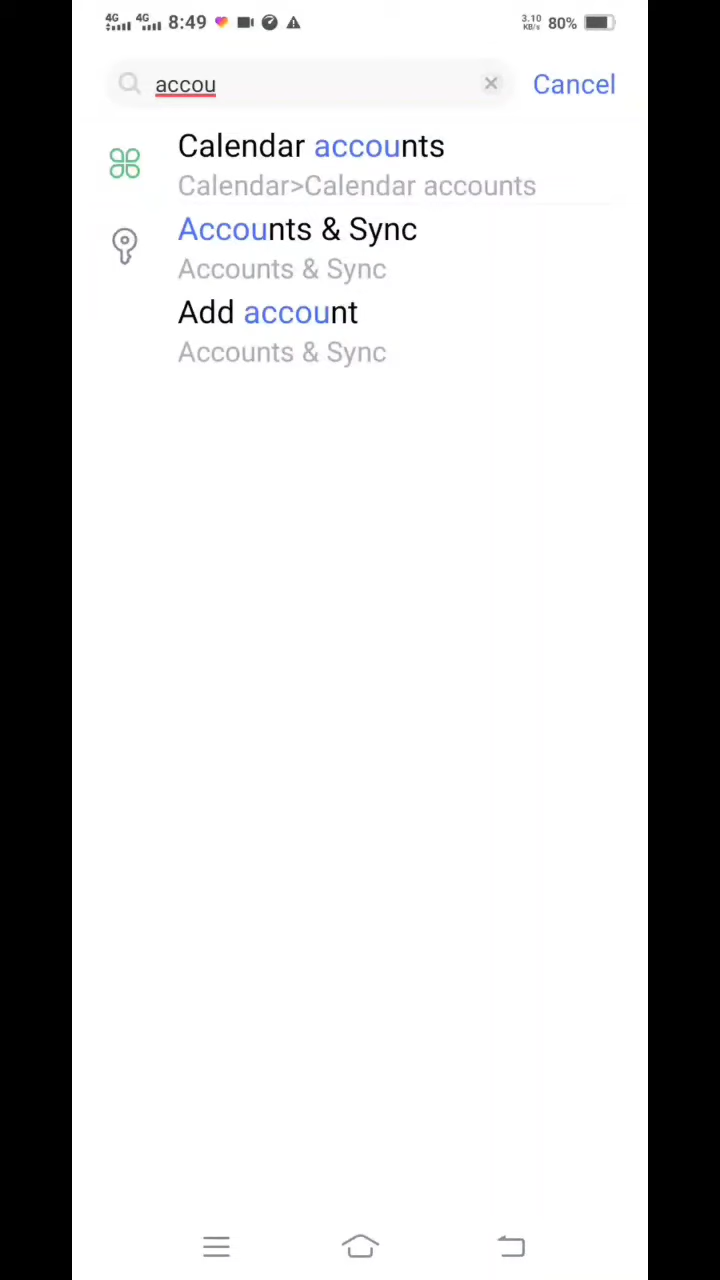 4G 4G 8:49 3.10 KB/s 80%
accou Cancel
Calendar accounts
Calendar>Calendar accounts
Accounts & Sync
Accounts & Sync
Add account
Accounts & Sync